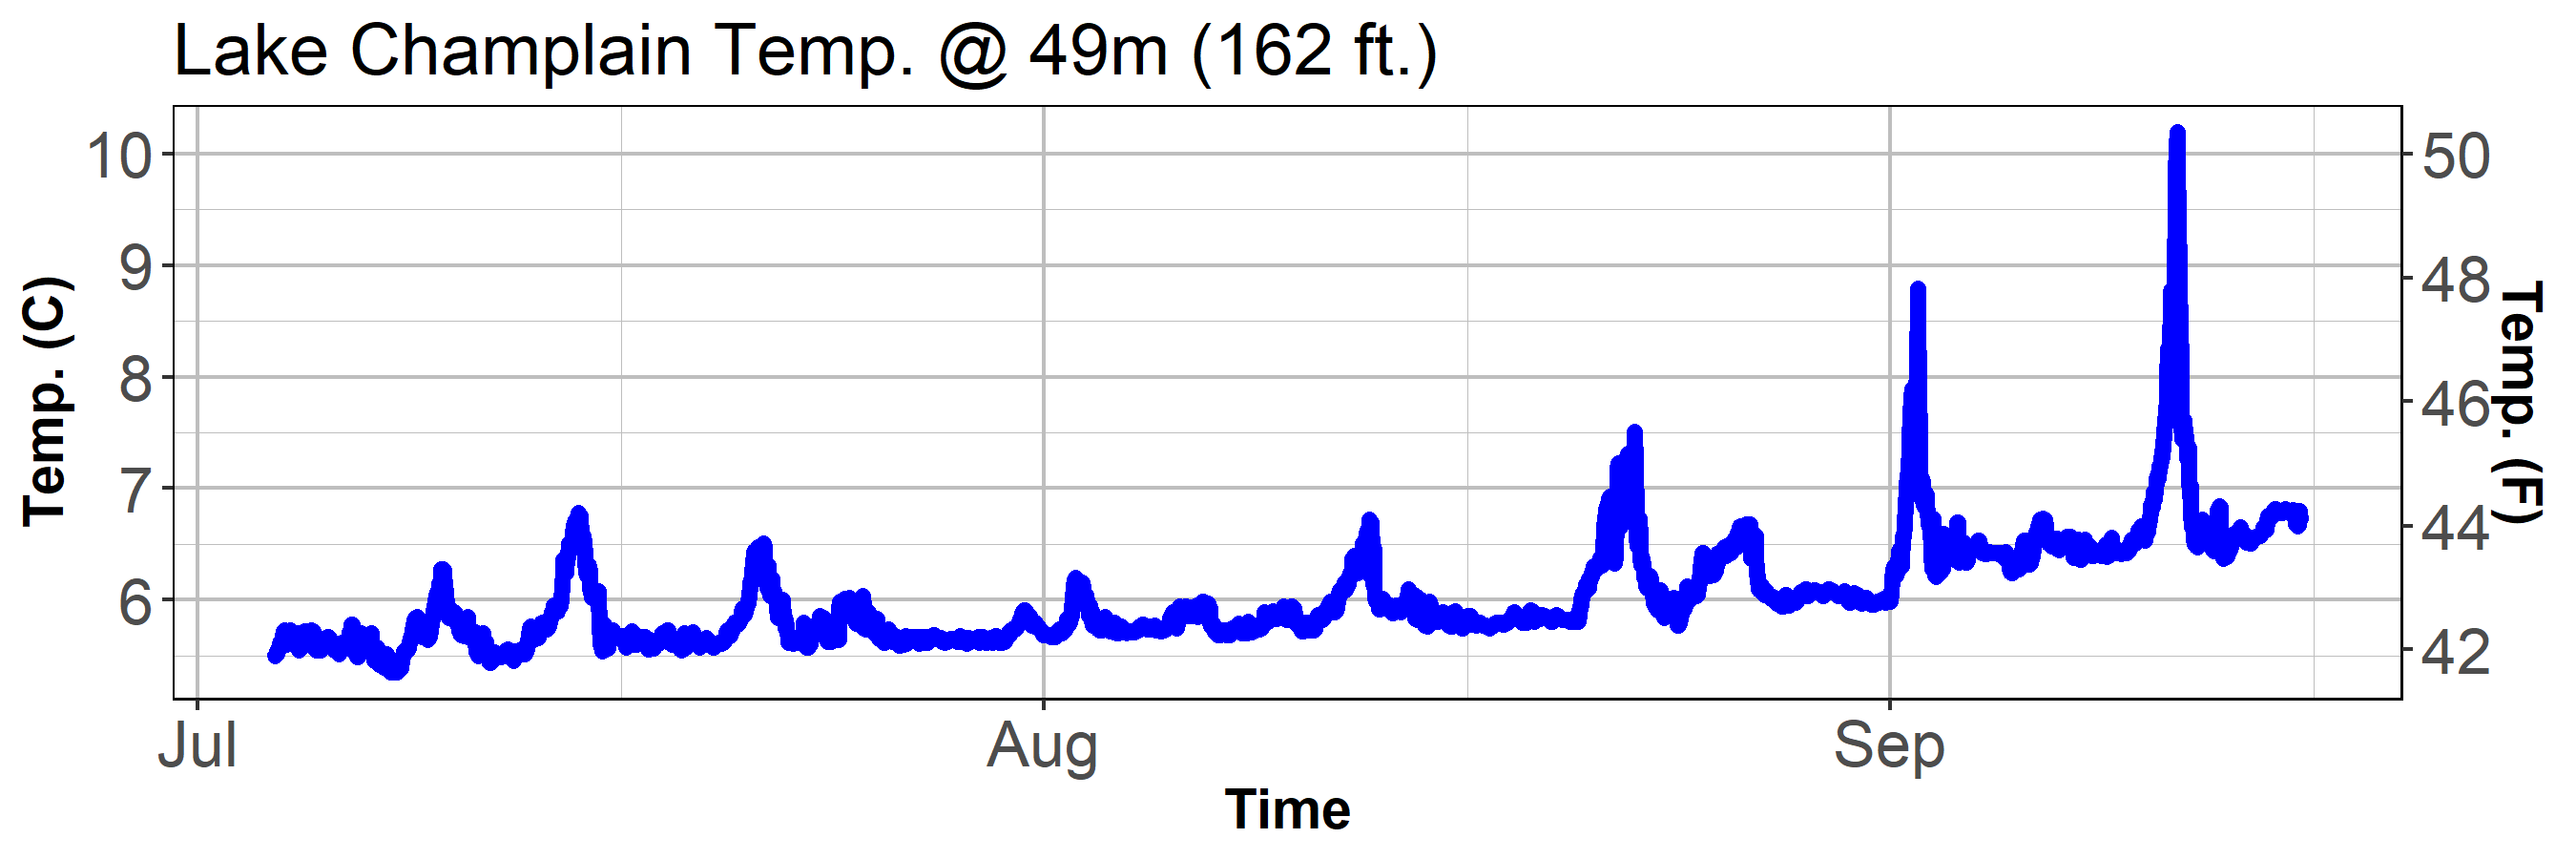 Lake Champlain Temp. @ 49m (162 ft.)
Temp. (C)
10
9
8
7
6
50
48
46
44
42
Temp. (F)
Jul Aug Sep
Time